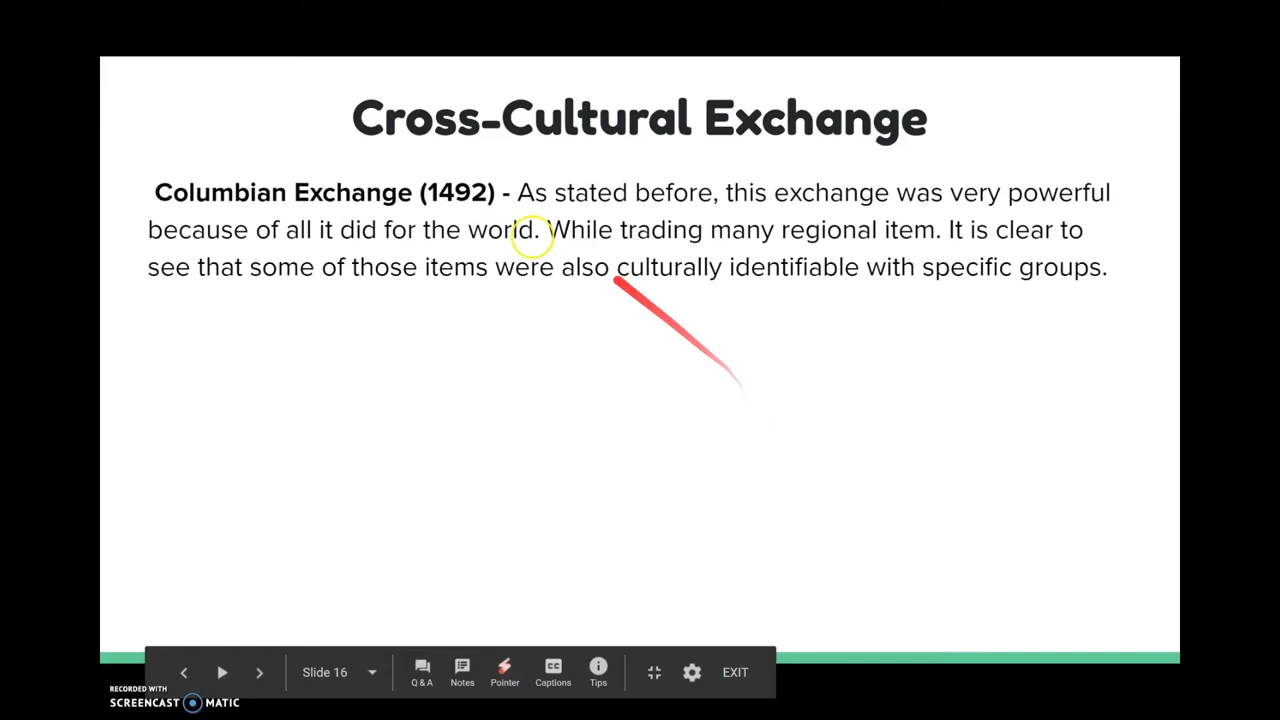 Cross-Cultural Exchange
Columbian Exchange (1492) - As stated before, this exchange was very powerful
because of all it did for the world. While trading many regional item. It is clear to
see that some of those items were also culturally identifiable with specific groups.
Slide 16
Q & A
Notes
Pointer
CC
Captions
Tips
EXIT
RECORDED WITH
SCREENCAST MATIC